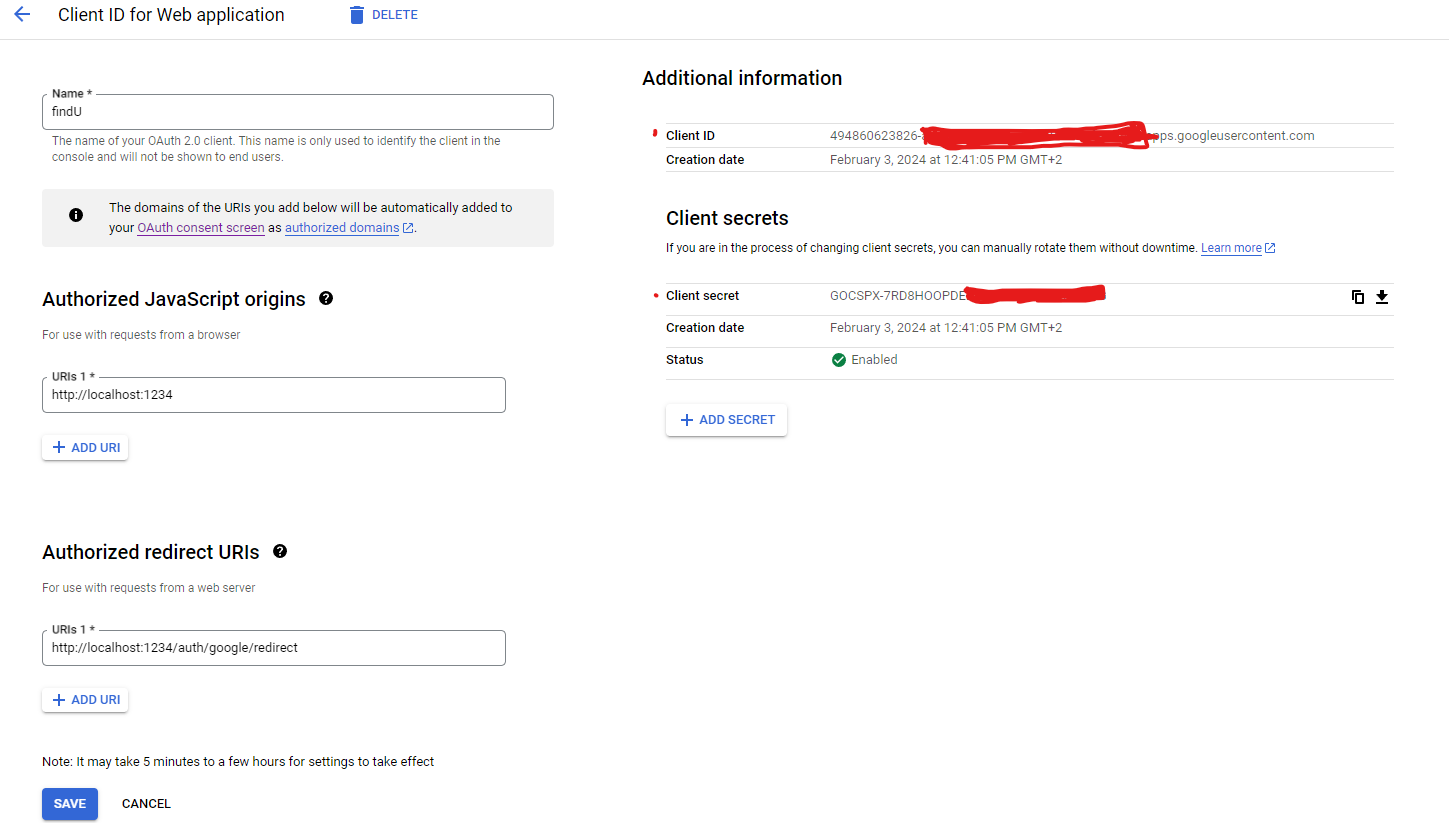 Client ID for Web application
DELETE
Name *
findU
The name of your OAuth 2.0 client. This name is only used to identify the client in the
console and will not be shown to end users.
The domains of the URIs you add below will be automatically added to
your OAuth consent screen as authorized domains.
Authorized JavaScript origins
For use with requests from a browser
URIs 1 *
http://localhost:1234
ADD URI
Authorized redirect URIs
For use with requests from a web server
URIs 1 *
http://localhost:1234/auth/google/redirect
ADD URI
Note: It may take 5 minutes to a few hours for settings to take effect
SAVE
CANCEL
Additional information
Client ID 494860623826- pps.googleusercontent.com
Creation date February 3, 2024 at 12:41:05 PM GMT+2
Client secrets
If you are in the process of changing client secrets, you can manually rotate them without downtime. Learn more
Client secret GOCSPX-7RD8HOOPDE
Creation date February 3, 2024 at 12:41:05 PM GMT+2
Status Enabled
ADD SECRET